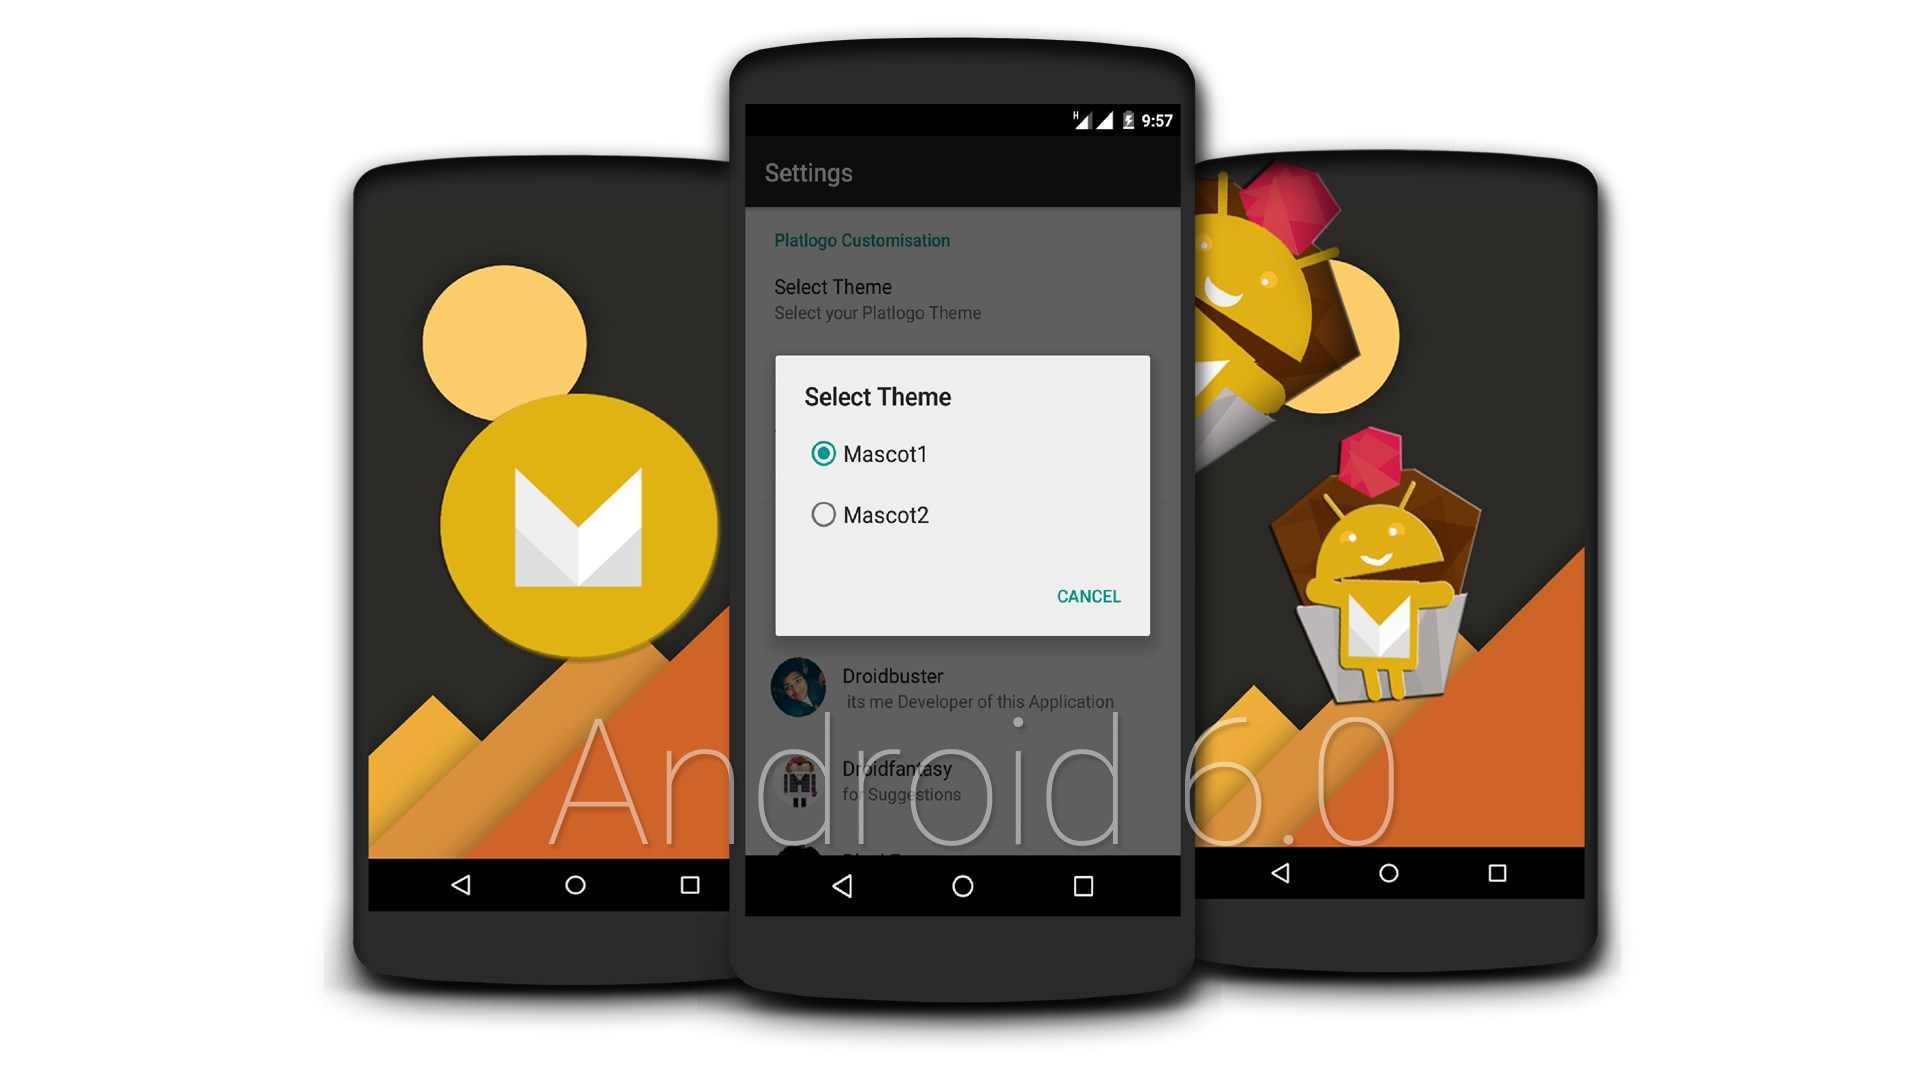 H 9:57
Settings
Platlogo Customisation
Select Theme
Select your Platlogo Theme
Select Theme
Mascot1
Mascot2
CANCEL
Droidbuster
its me Developer of this Application
Droidfantasy
for Suggestions
Android 6.0